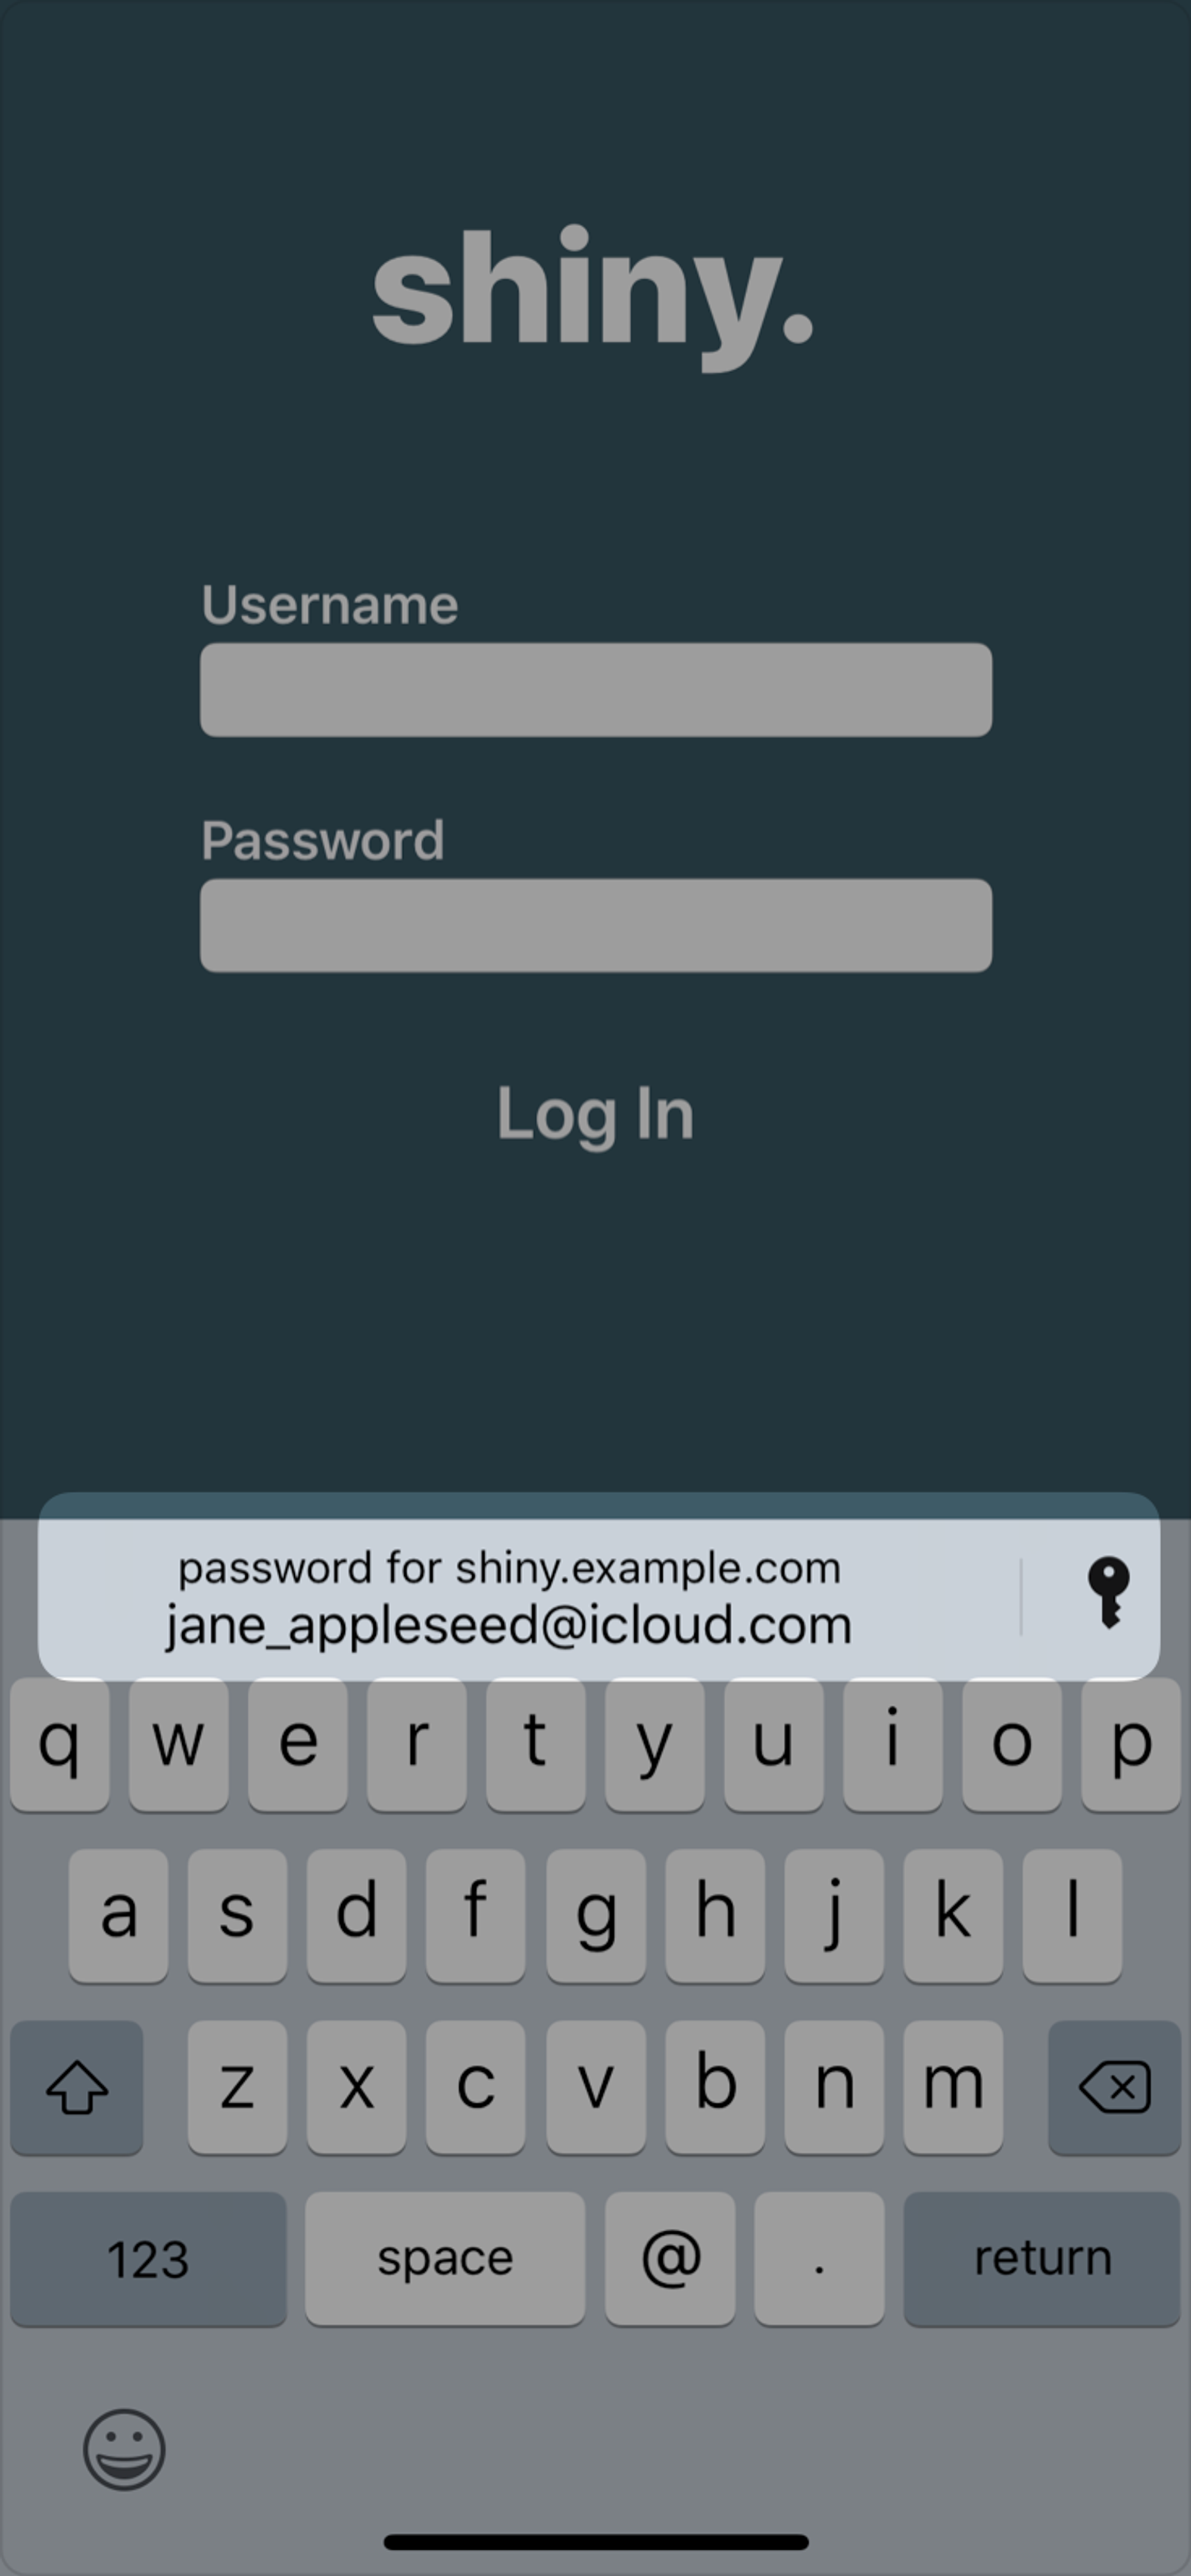 shiny.
Username
Password
Log In
password for shiny.example.com
jane_appleseed@icloud.com
q w e r t y u i o p
a s d f g h j k l
z x c v b n m
123 space @ . return